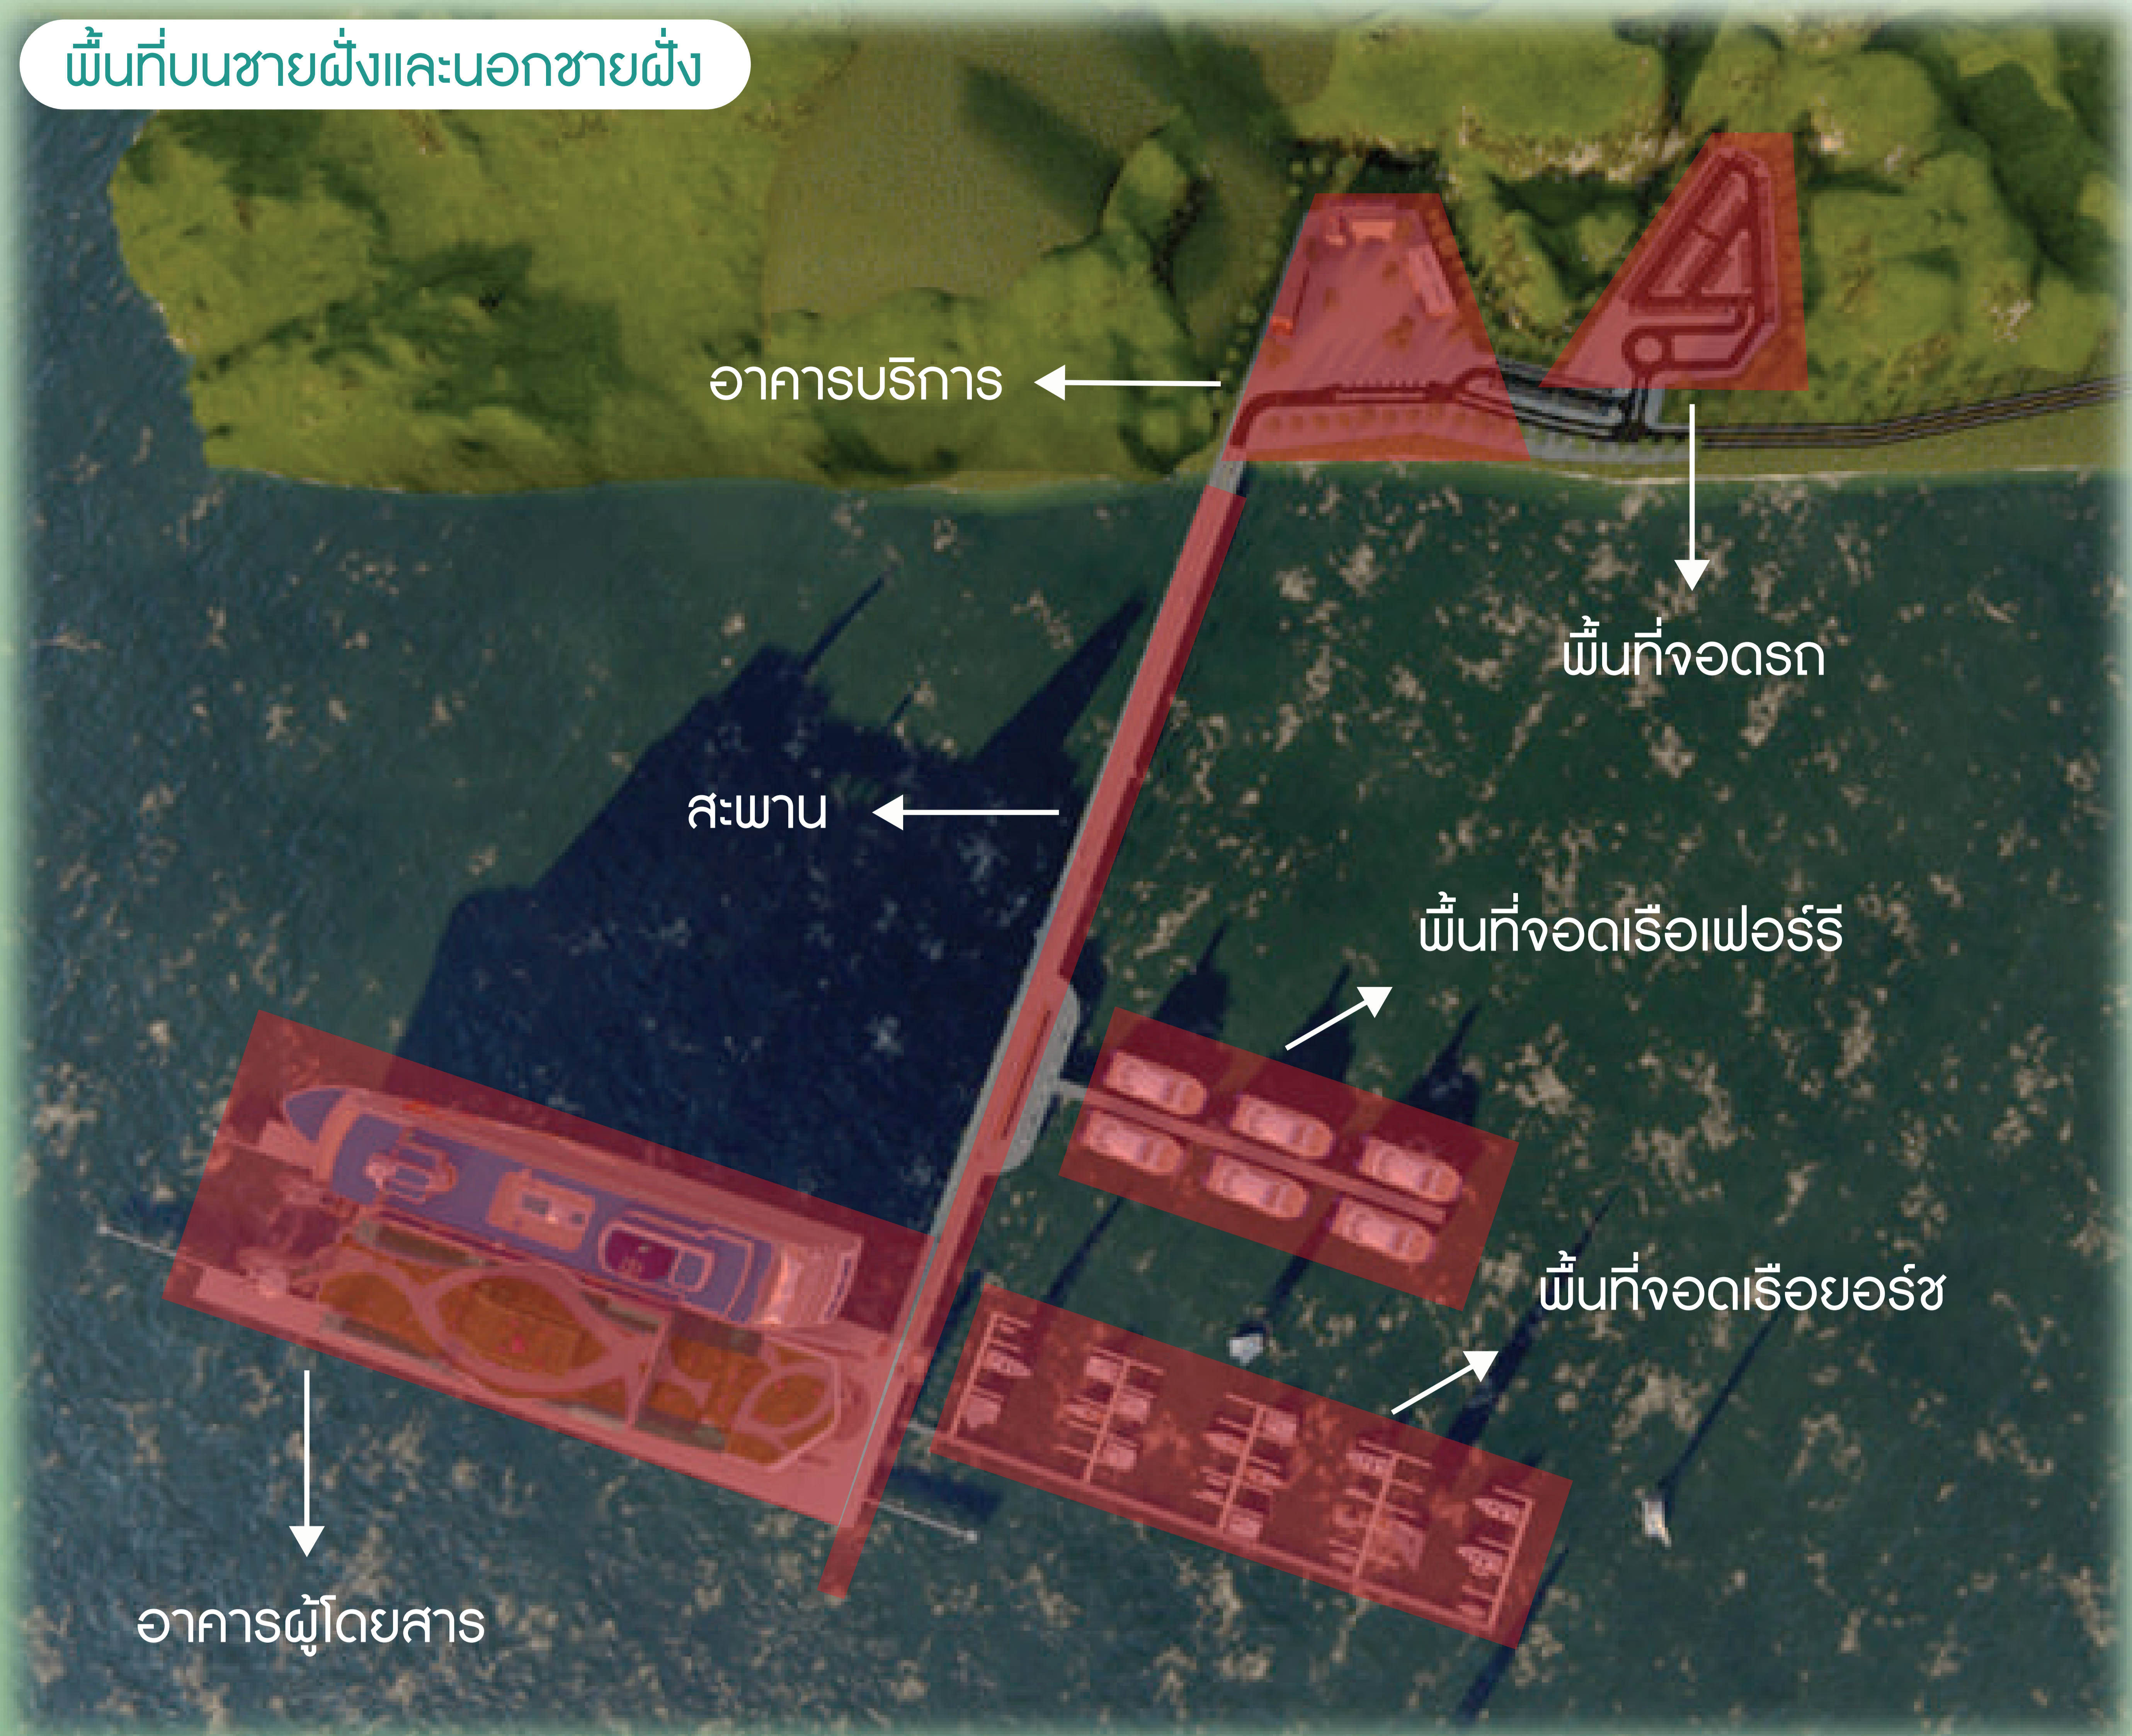 พื้นที่บนชายฝั่งและนอกชายฝั่ง
อาคารบริการ
พื้นที่จอดรถ
สะพาน
พื้นที่จอดเรือเฟอร์รี
พื้นที่จอดเรือยอร์ช
อาคารผู้โดยสาร